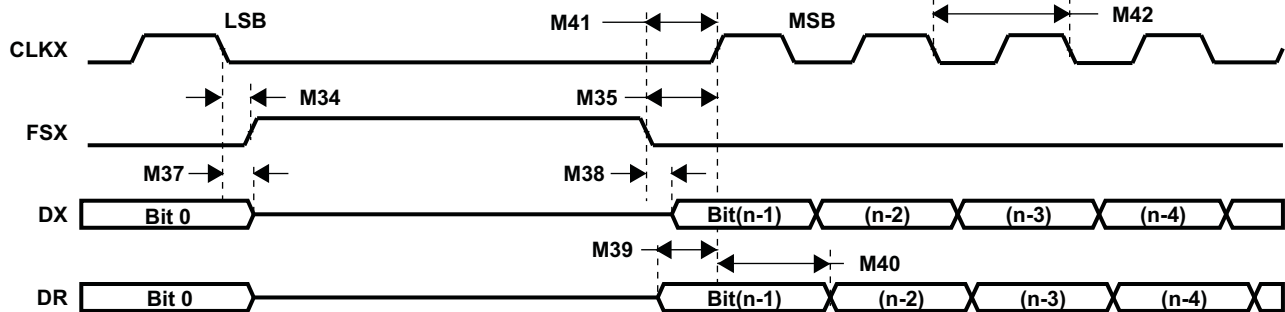 LSB M41 MSB M42
CLKX
M34 M35
FSX
M37 M38
DX Bit 0 Bit(n-1) (n-2) (n-3) (n-4)
M39 M40
DR Bit 0 Bit(n-1) (n-2) (n-3) (n-4)